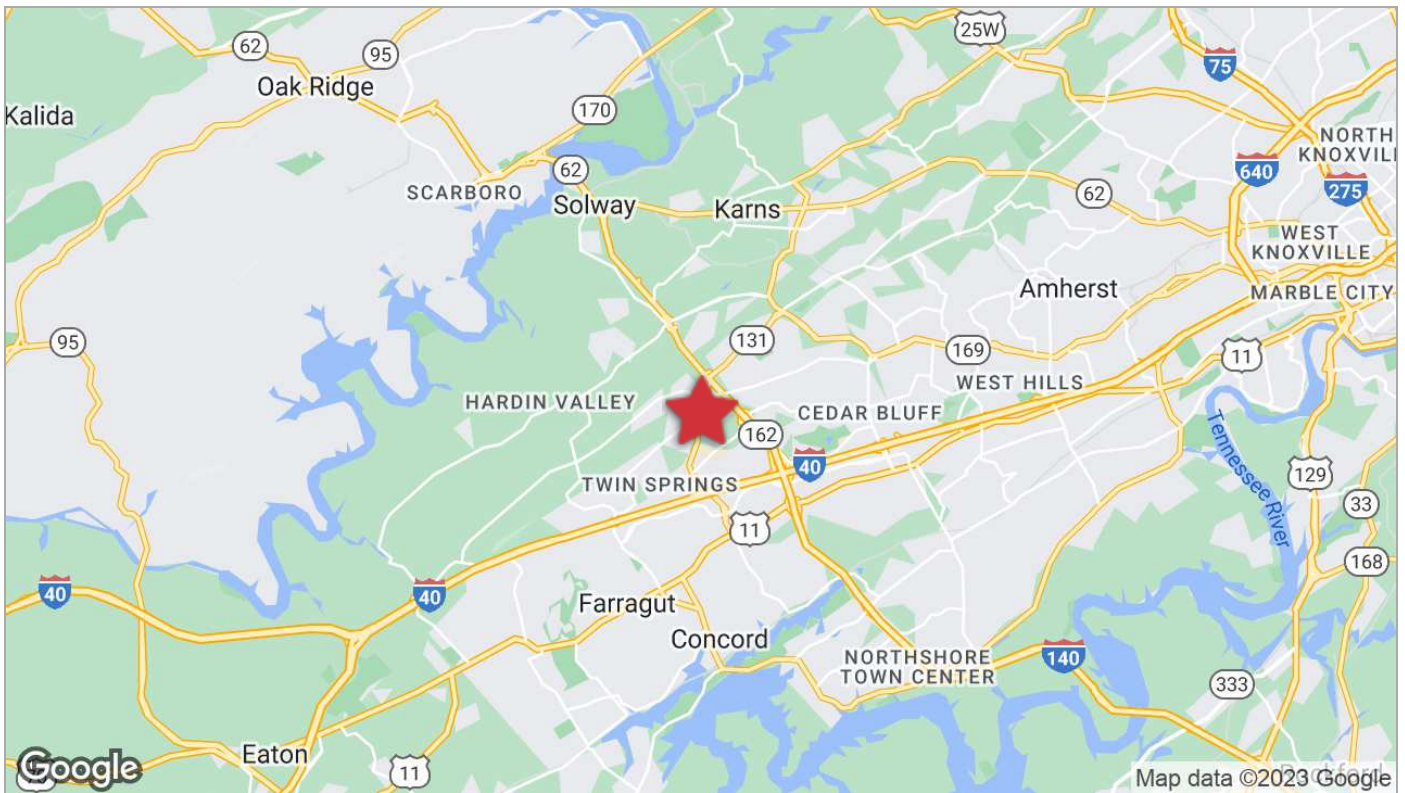 62
95
25W
75
Oak Ridge
Kalida
170
NORTH
KNOXVIL
640
275
62
SCARBORO
Solway
Karns
62
WEST
KNOXVILLE
Amherst
MARBLE CITY
95
131
169
11
WEST HILLS
HARDIN VALLEY
CEDAR BLUFF
162
40
Tennessee River
TWIN SPRINGS
129
33
11
168
40
40
Farragut
Concord
NORTHSHORE
TOWN CENTER
140
333
Eaton
11
Google
Rockford
Map data ©2023 Google